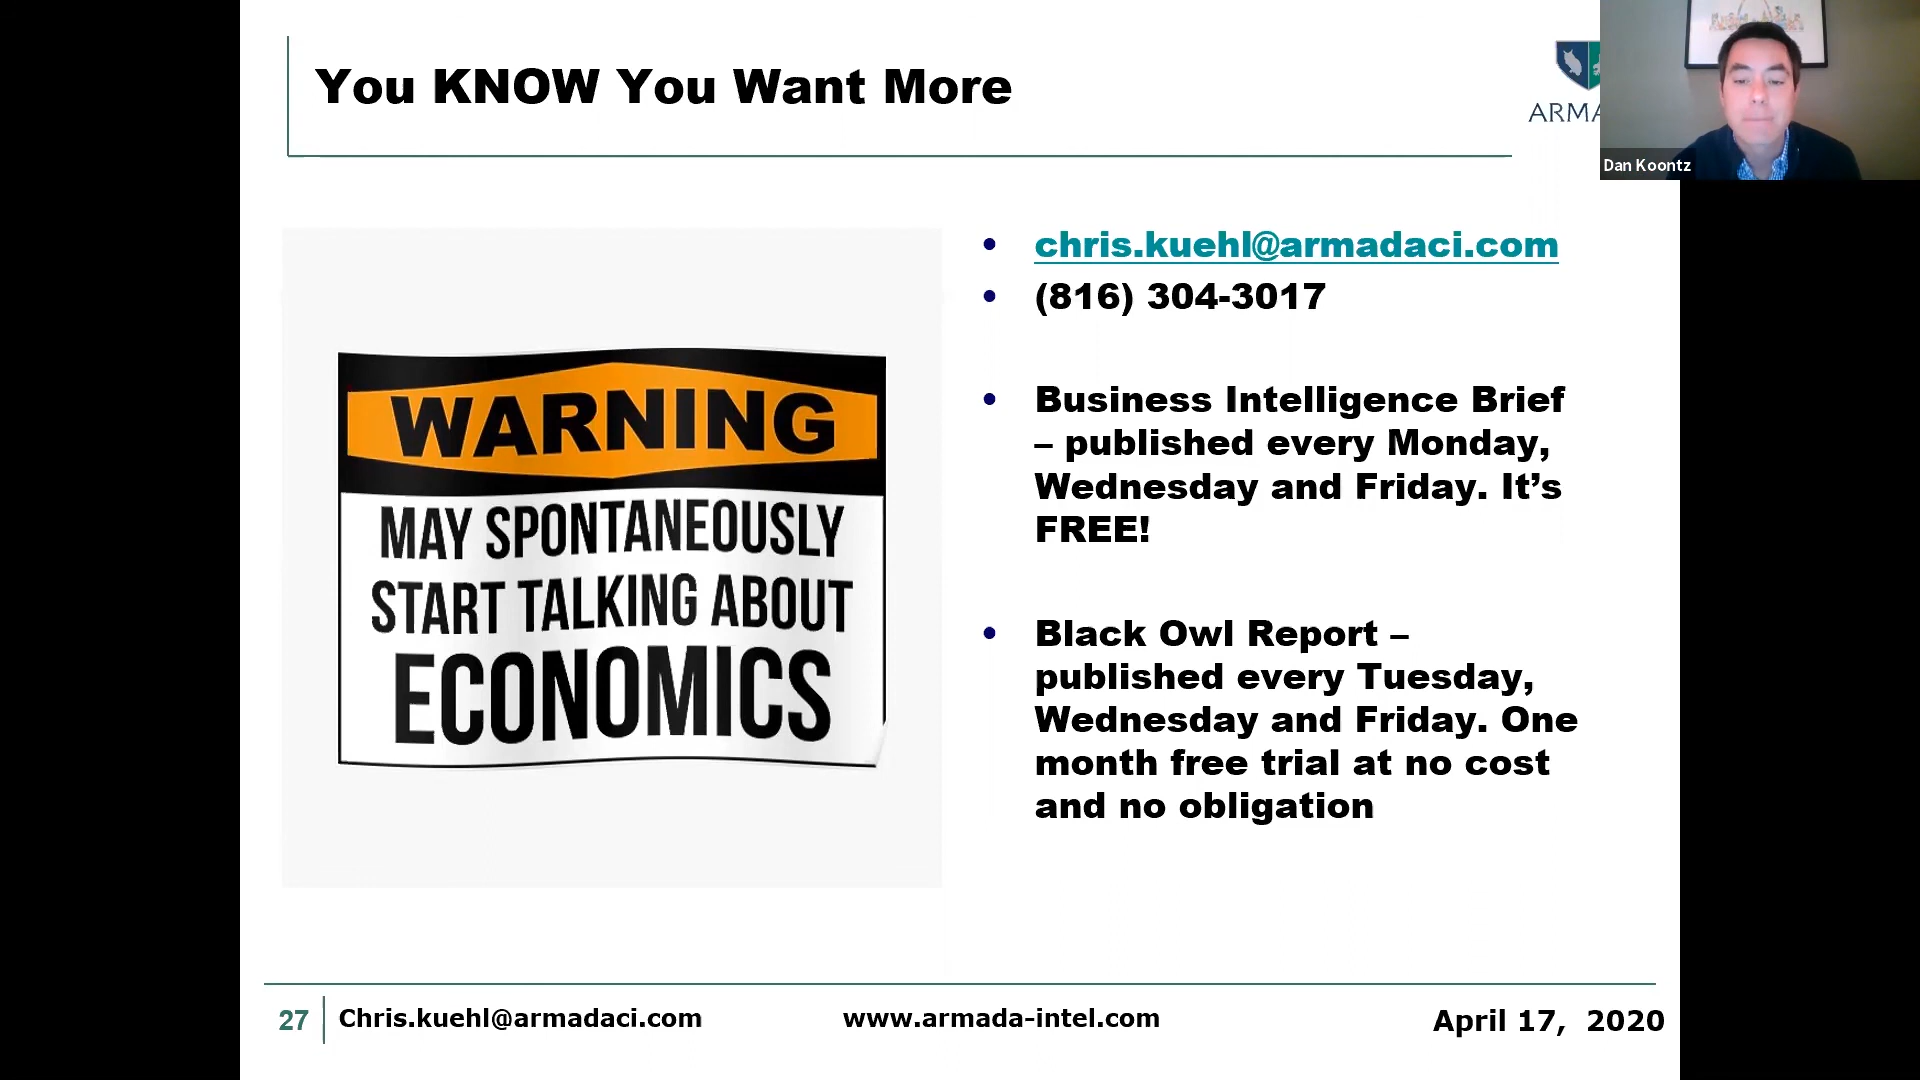 You KNOW You Want More
ARMA
Dan Koontz
WARNING
MAY SPONTANEOUSLY
START TALKING ABOUT
ECONOMICS
• chris.kuehl@armadaci.com
• (816) 304-3017
• Business Intelligence Brief
– published every Monday,
Wednesday and Friday. It’s
FREE!
• Black Owl Report –
published every Tuesday,
Wednesday and Friday. One
month free trial at no cost
and no obligation
27
Chris.kuehl@armadaci.com
www.armada-intel.com
April 17, 2020